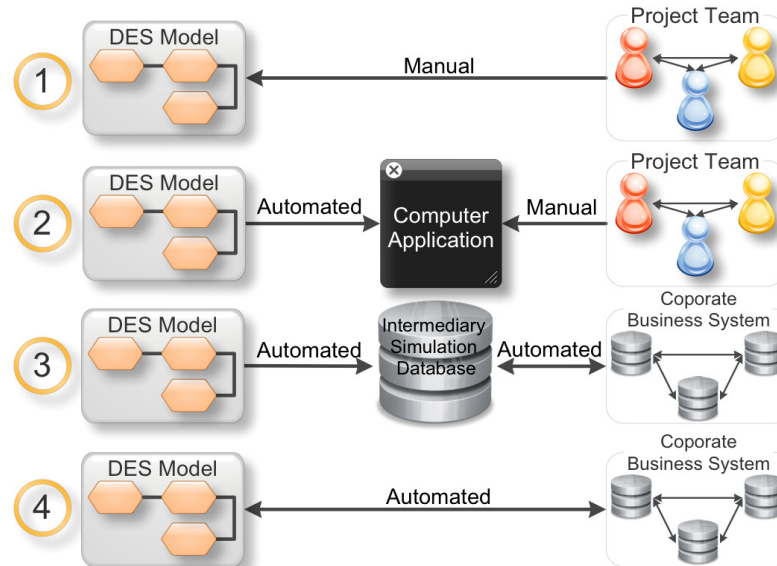 1
DES Model
Manual
Project Team
2
DES Model
Automated
Computer
Application
Manual
Project Team
3
DES Model
Automated
Intermediary
Simulation
Database
Automated
Coporate
Business System
4
DES Model
Automated
Coporate
Business System